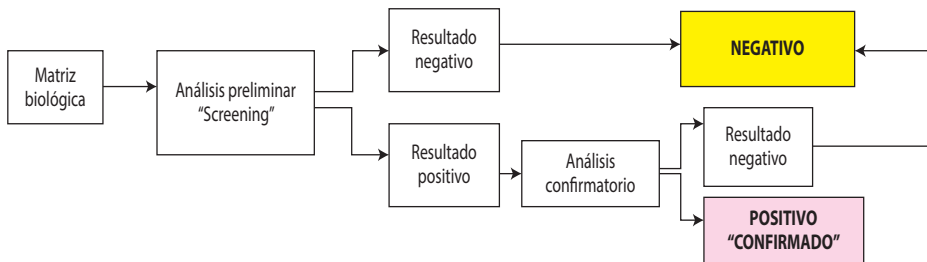 Matriz
biológica
Análisis preliminar
“Screening”
Resultado
negativo
NEGATIVO
Resultado
positivo
Análisis
confirmatorio
Resultado
negativo
POSITIVO
“CONFIRMADO”